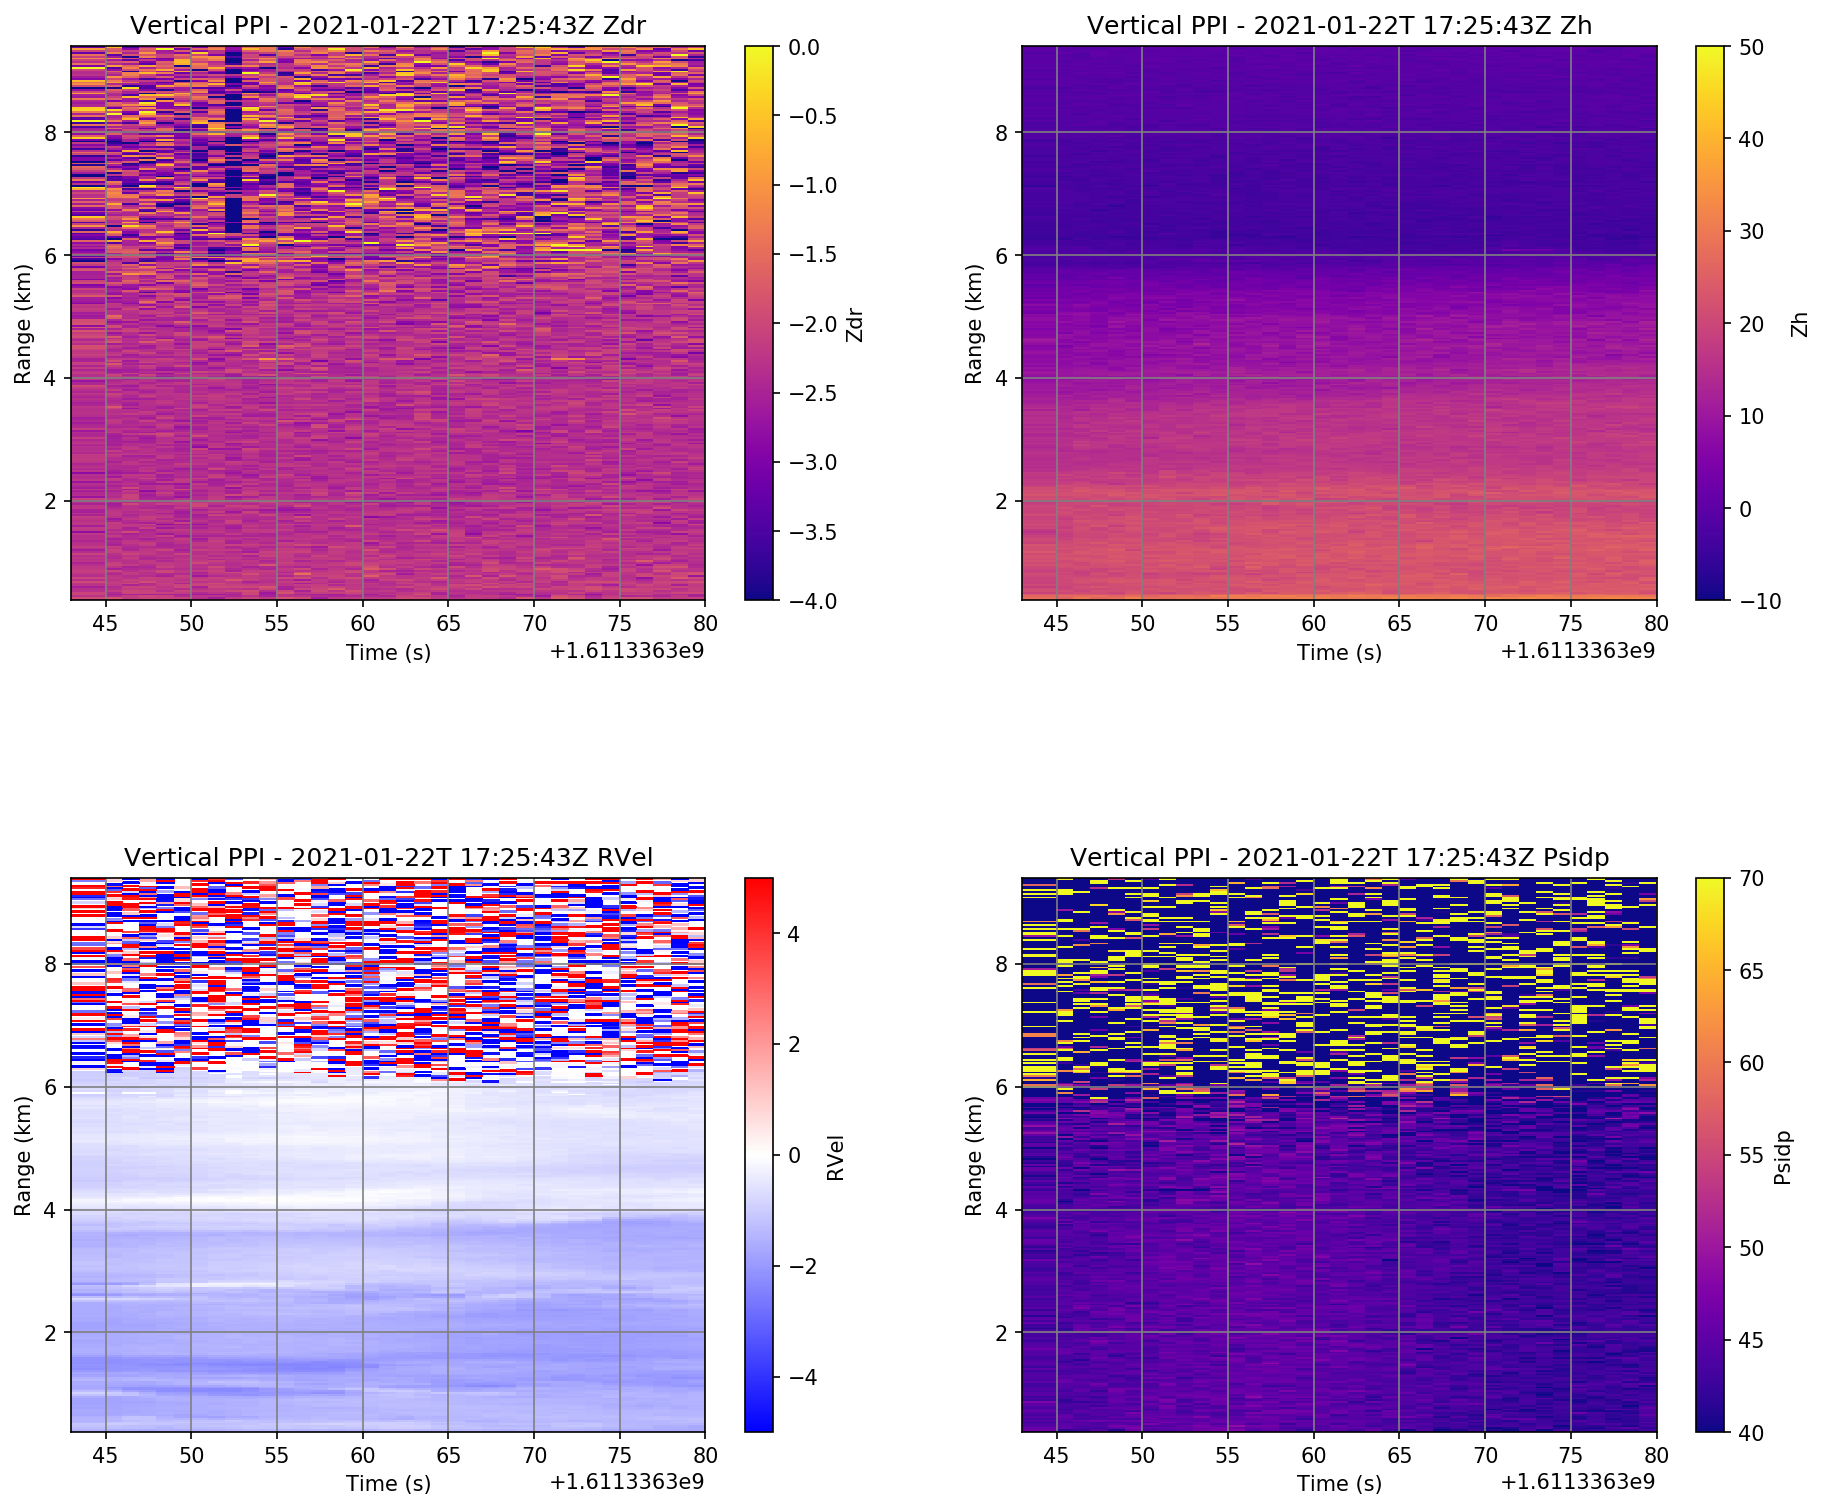 Vertical PPI - 2021-01-22T 17:25:43Z Zdr
8
6
4
2
Range (km)
45 50 55 60 65 70 75 80
Time (s)
+1.6113363e9
0.0
−0.5
−1.0
−1.5
−2.0
−2.5
−3.0
−3.5
−4.0
Zdr
Vertical PPI - 2021-01-22T 17:25:43Z Zh
8
6
4
2
Range (km)
45 50 55 60 65 70 75 80
Time (s)
+1.6113363e9
50
40
30
20
10
0
−10
Zh
Vertical PPI - 2021-01-22T 17:25:43Z RVel
8
6
4
2
Range (km)
45 50 55 60 65 70 75 80
Time (s)
+1.6113363e9
4
2
0
−2
−4
RVel
Vertical PPI - 2021-01-22T 17:25:43Z Psidp
8
6
4
2
Range (km)
45 50 55 60 65 70 75 80
Time (s)
+1.6113363e9
70
65
60
55
50
45
40
Psidp